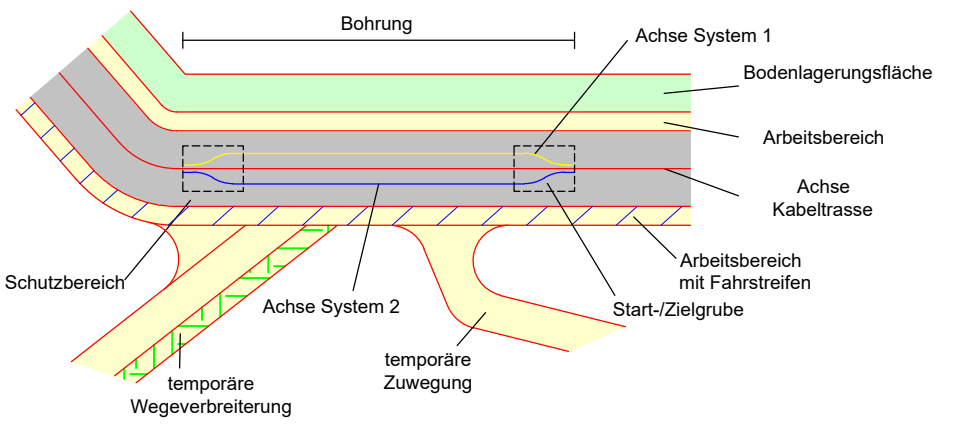 Bohrung
Achse System 1
Bodenlagerungsfläche
Arbeitsbereich
Achse
Kabeltrasse
Arbeitsbereich
mit Fahrstreifen
Start-/Zielgrube
Schutzbereich
Achse System 2
temporäre
Zuwegung
temporäre
Wegeverbreiterung